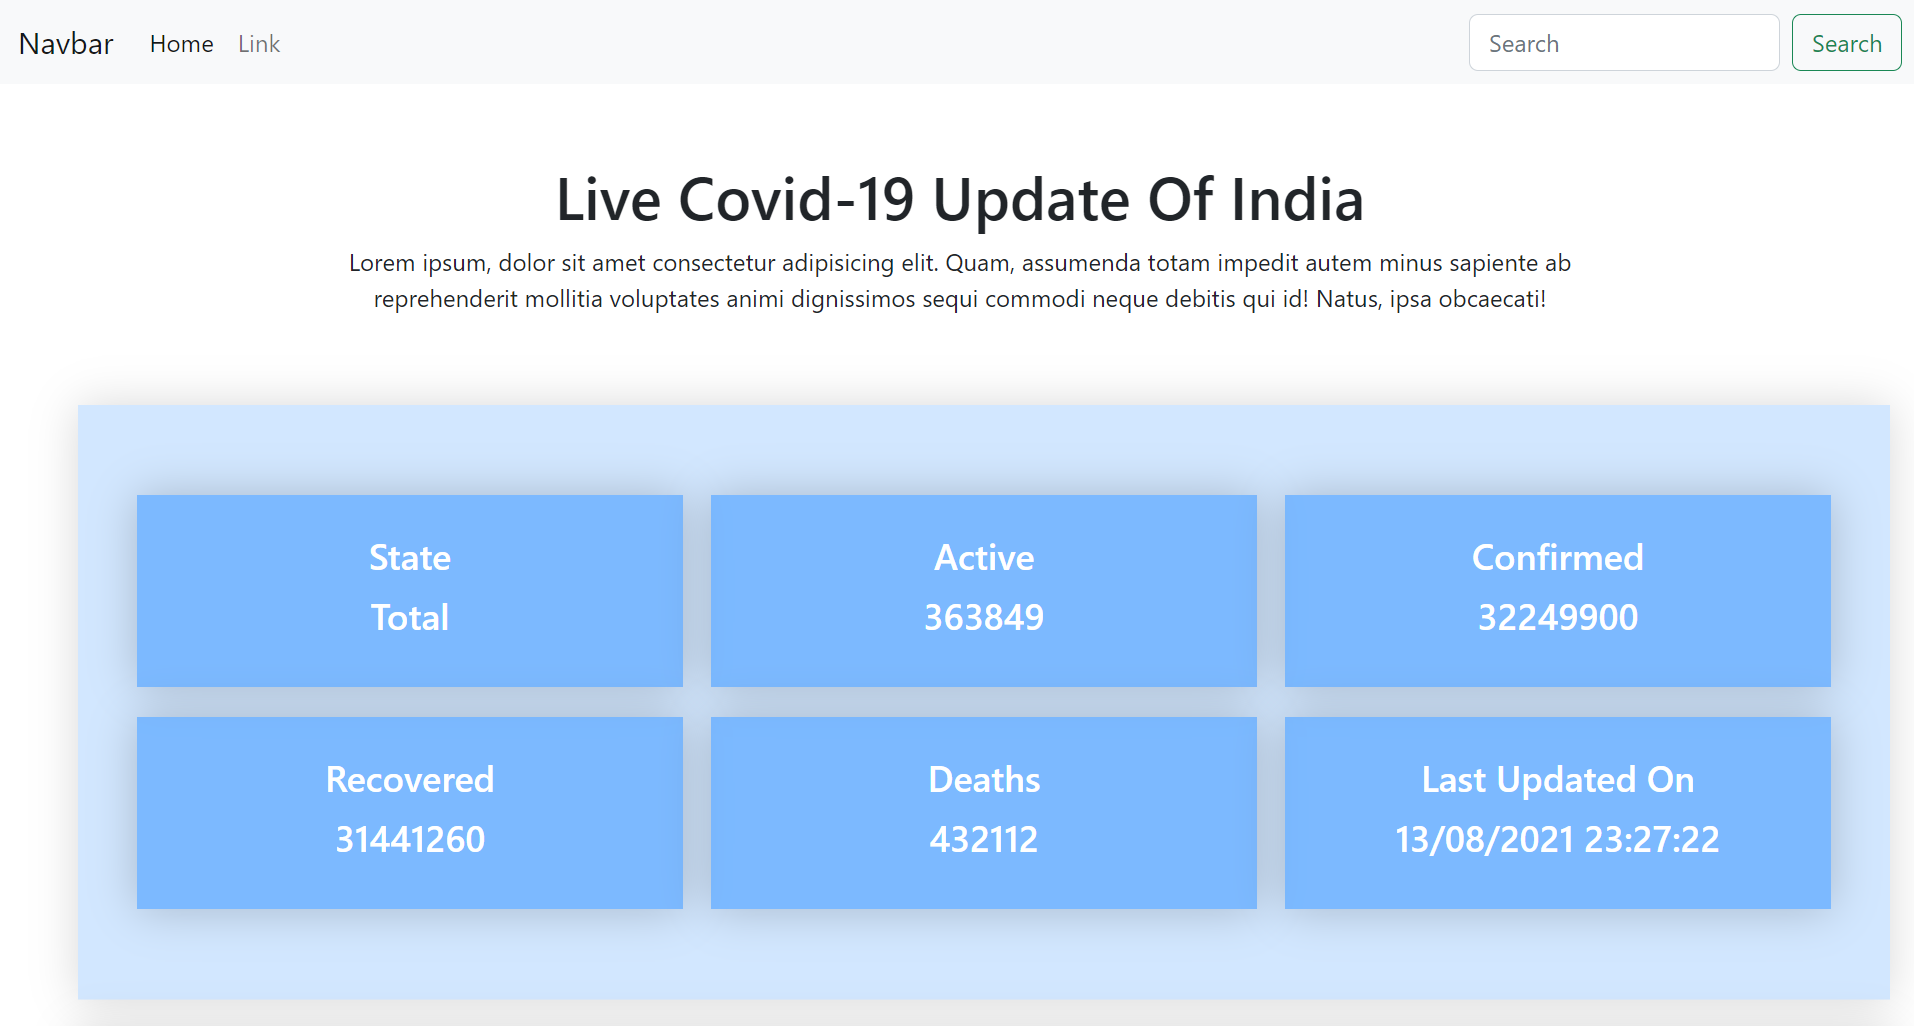 Navbar Home Link Search Search
Live Covid-19 Update Of India
Lorem ipsum, dolor sit amet consectetur adipisicing elit. Quam, assumenda totam impedit autem minus sapiente ab
reprehenderit mollitia voluptates animi dignissimos sequi commodi neque debitis qui id! Natus, ipsa obcaecati!
State
Total
Active
363849
Confirmed
32249900
Recovered
31441260
Deaths
432112
Last Updated On
13/08/2021 23:27:22